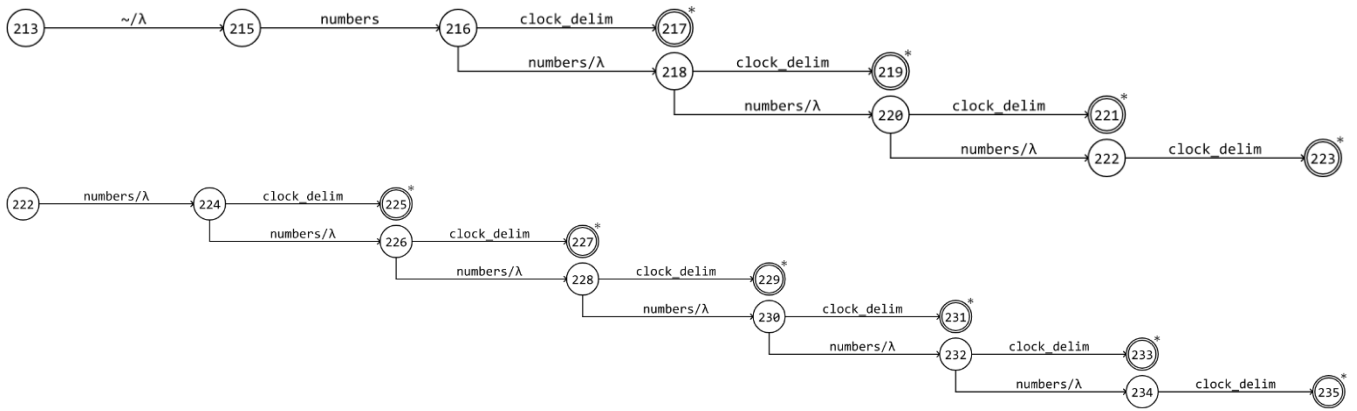 213 ~/λ 215 numbers 216 clock_delim 217 *
numbers/λ 218 clock_delim 219 *
numbers/λ 220 clock_delim 221 *
numbers/λ 222 clock_delim 223 *
222 numbers/λ 224 clock_delim 225 *
numbers/λ 226 clock_delim 227 *
numbers/λ 228 clock_delim 229 *
numbers/λ 230 clock_delim 231 *
numbers/λ 232 clock_delim 233 *
numbers/λ 234 clock_delim 235 *